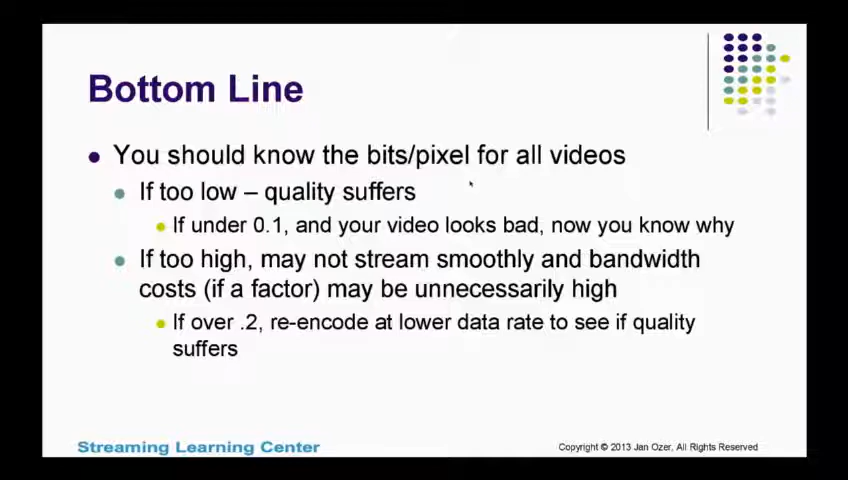 Bottom Line
You should know the bits/pixel for all videos
If too low – quality suffers
If under 0.1, and your video looks bad, now you know why
If too high, may not stream smoothly and bandwidth
costs (if a factor) may be unnecessarily high
If over .2, re-encode at lower data rate to see if quality
suffers
Streaming Learning Center
Copyright © 2013 Jan Ozer, All Rights Reserved